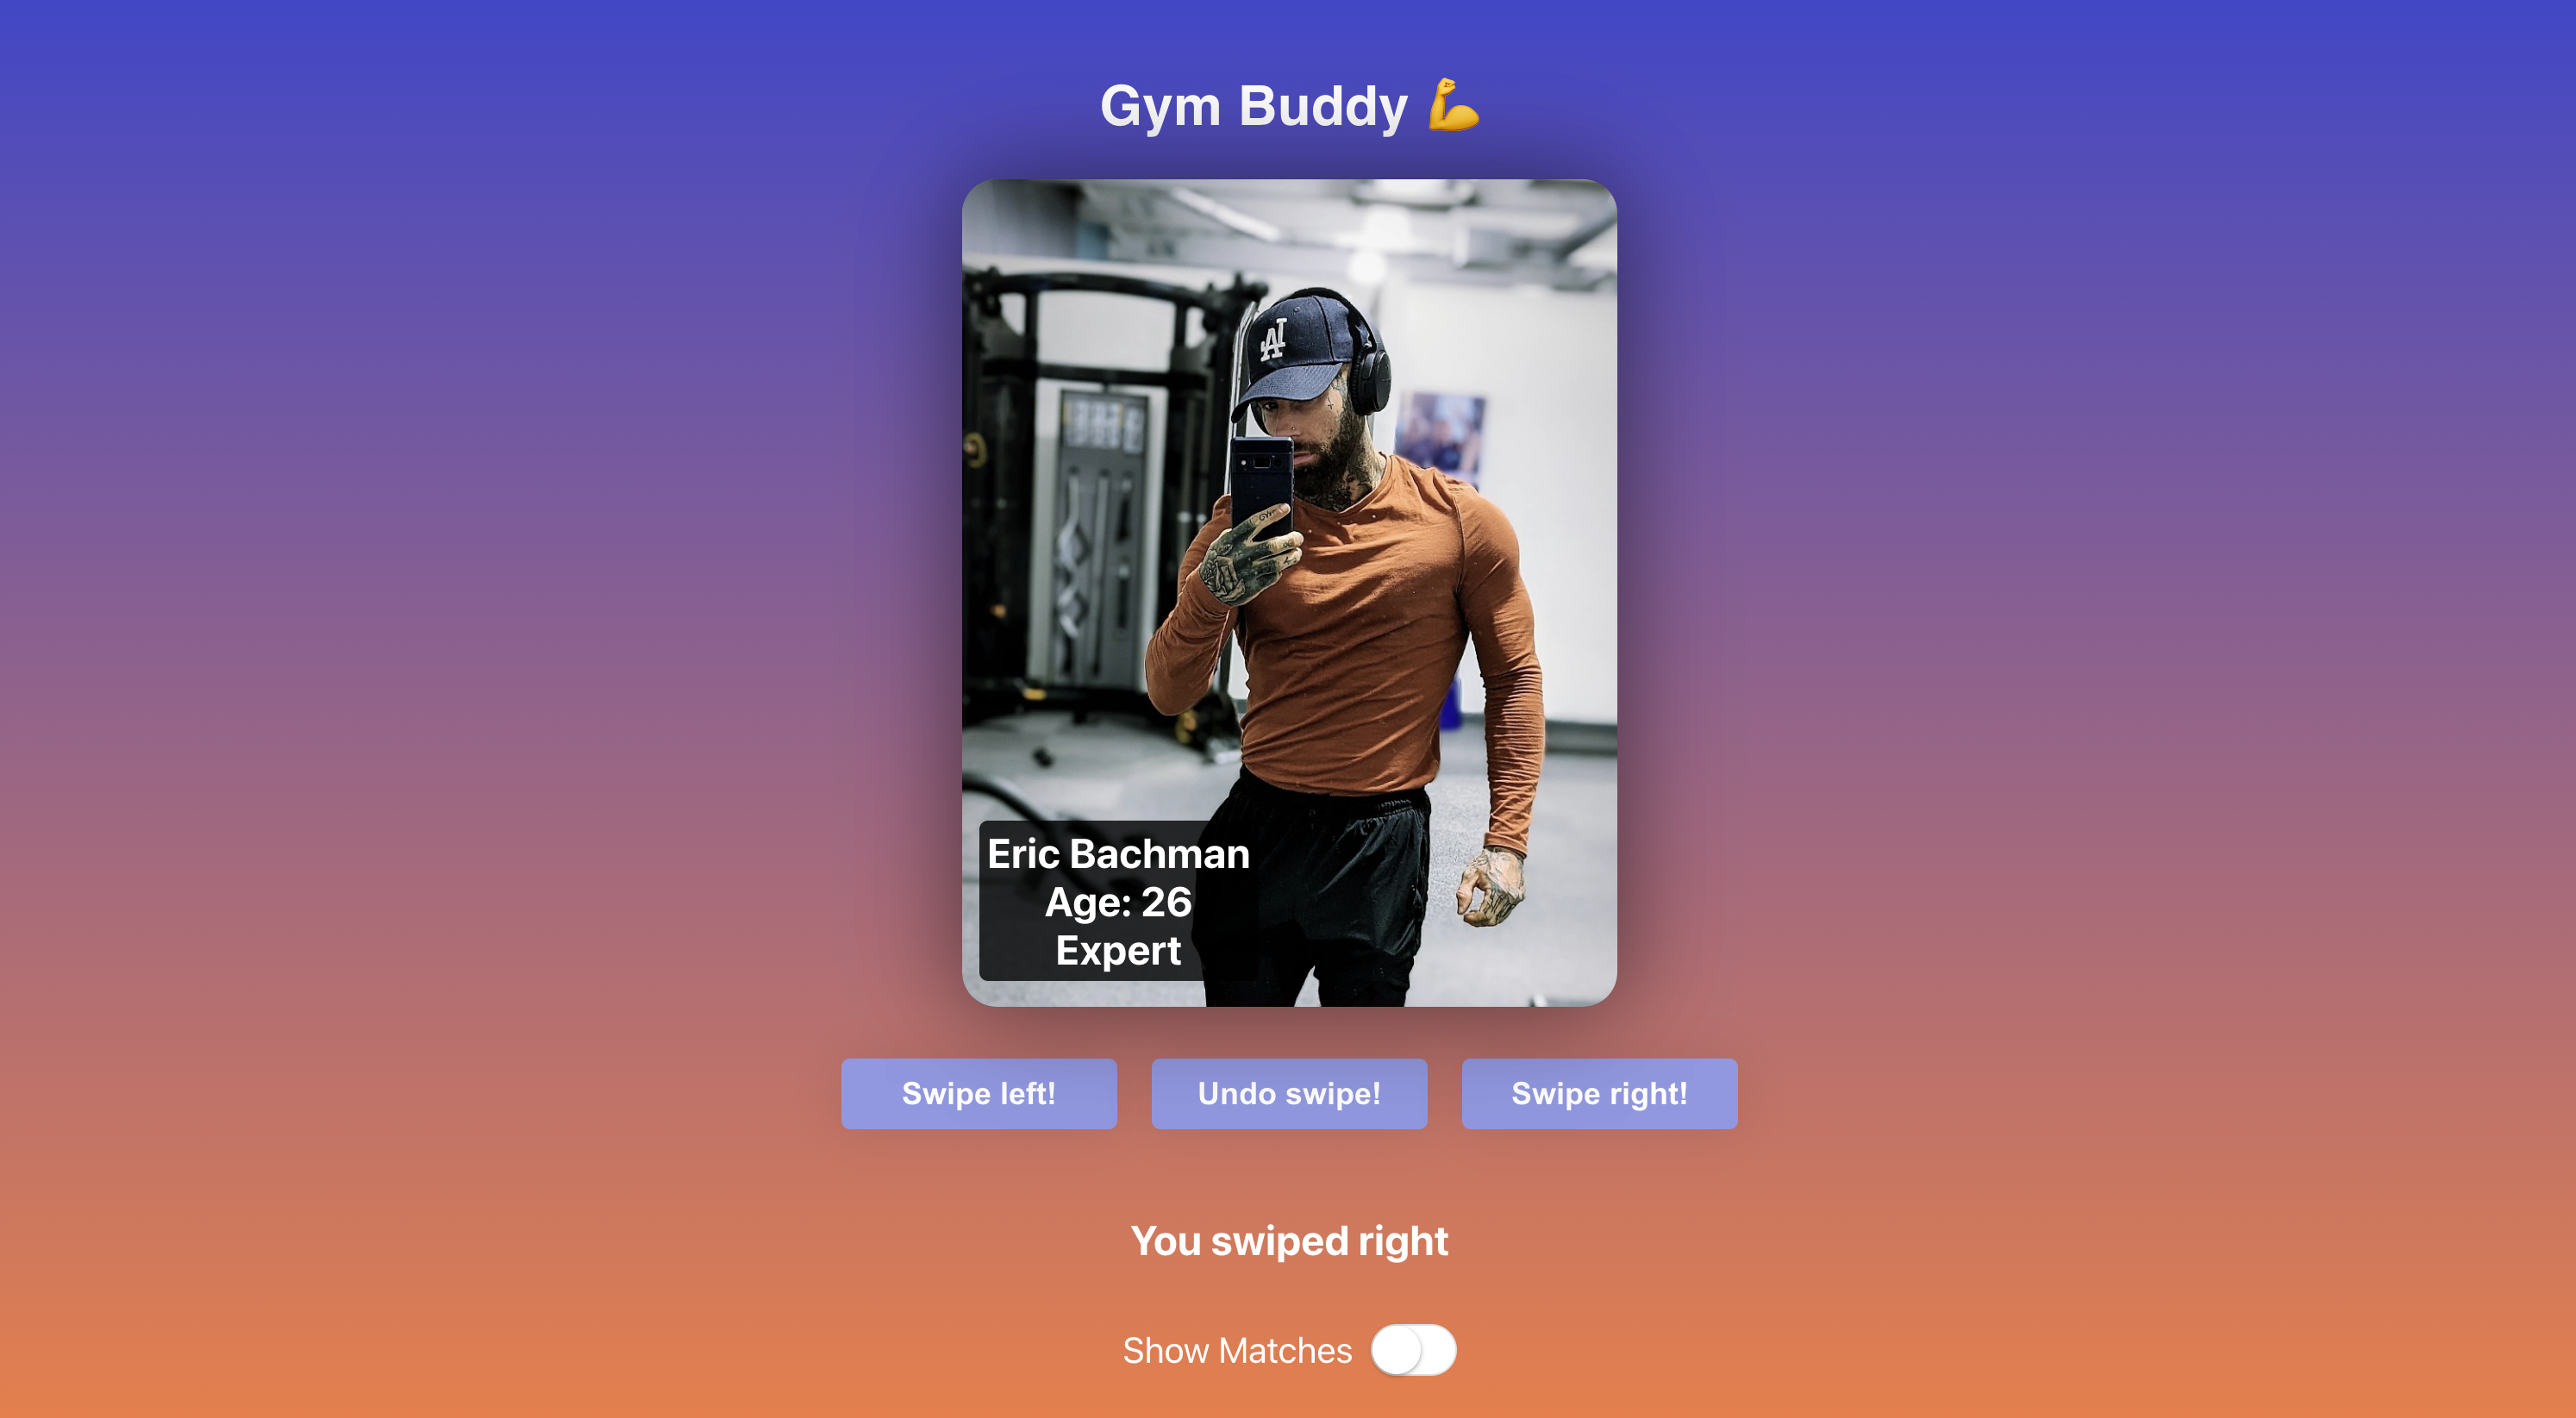 Gym Buddy 💪
LA
Eric Bachman
Age: 26
Expert
Swipe left!
Undo swipe!
Swipe right!
You swiped right
Show Matches